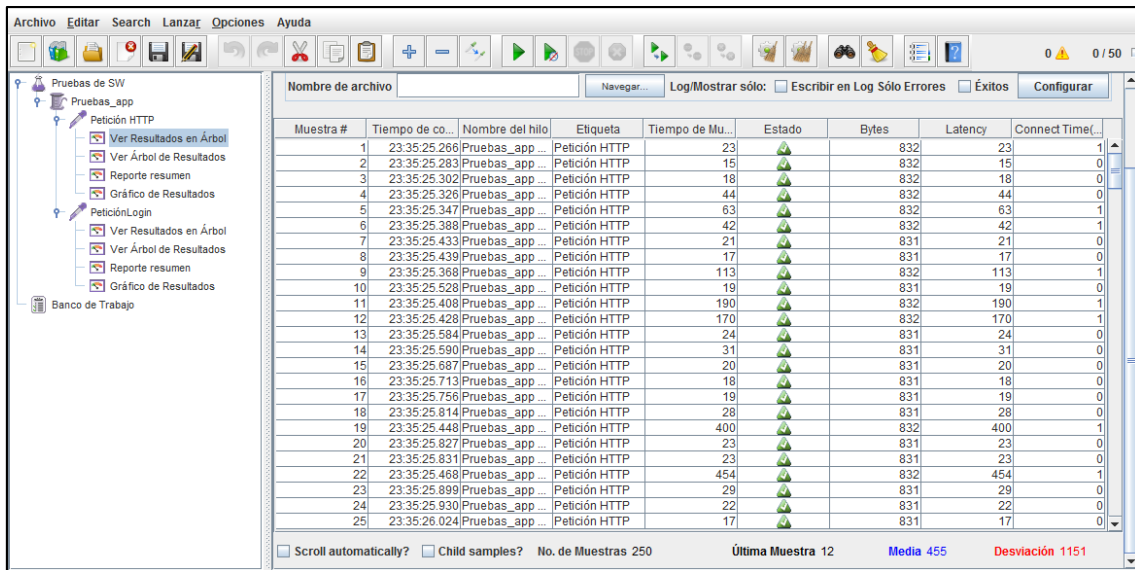 Archivo Editar Search Lanzar Opciones Ayuda
0 0 / 50
Pruebas de SW
Pruebas_app
Petición HTTP
Ver Resultados en Árbol
Ver Árbol de Resultados
Reporte resumen
Gráfico de Resultados
PeticiónLogin
Ver Resultados en Árbol
Ver Árbol de Resultados
Reporte resumen
Gráfico de Resultados
Banco de Trabajo
Nombre de archivo Navegar... Log/Mostrar sólo: Escribir en Log Sólo Errores Éxitos Configurar
Muestra # Tiempo de co... Nombre del hilo Etiqueta Tiempo de Mu... Estado Bytes Latency Connect Time(...
1 23:35:25.266 Pruebas_app ... Petición HTTP 23 832 23 1
2 23:35:25.283 Pruebas_app ... Petición HTTP 15 832 15 0
3 23:35:25.302 Pruebas_app ... Petición HTTP 18 832 18 0
4 23:35:25.326 Pruebas_app ... Petición HTTP 44 832 44 0
5 23:35:25.347 Pruebas_app ... Petición HTTP 63 832 63 1
6 23:35:25.388 Pruebas_app ... Petición HTTP 42 832 42 1
7 23:35:25.433 Pruebas_app ... Petición HTTP 21 831 21 0
8 23:35:25.439 Pruebas_app ... Petición HTTP 17 831 17 0
9 23:35:25.368 Pruebas_app ... Petición HTTP 113 832 113 1
10 23:35:25.528 Pruebas_app ... Petición HTTP 19 831 19 0
11 23:35:25.408 Pruebas_app ... Petición HTTP 190 832 190 1
12 23:35:25.428 Pruebas_app ... Petición HTTP 170 832 170 1
13 23:35:25.584 Pruebas_app ... Petición HTTP 24 831 24 0
14 23:35:25.590 Pruebas_app ... Petición HTTP 31 831 31 0
15 23:35:25.687 Pruebas_app ... Petición HTTP 20 831 20 0
16 23:35:25.713 Pruebas_app ... Petición HTTP 18 831 18 0
17 23:35:25.756 Pruebas_app ... Petición HTTP 19 831 19 0
18 23:35:25.814 Pruebas_app ... Petición HTTP 28 831 28 0
19 23:35:25.448 Pruebas_app ... Petición HTTP 400 832 400 1
20 23:35:25.827 Pruebas_app ... Petición HTTP 23 831 23 0
21 23:35:25.831 Pruebas_app ... Petición HTTP 23 831 23 0
22 23:35:25.468 Pruebas_app ... Petición HTTP 454 832 454 1
23 23:35:25.899 Pruebas_app ... Petición HTTP 29 831 29 0
24 23:35:25.930 Pruebas_app ... Petición HTTP 22 831 22 0
25 23:35:26.024 Pruebas_app ... Petición HTTP 17 831 17 0
Scroll automatically? Child samples? No. de Muestras 250 Última Muestra 12 Media 455 Desviación 1151